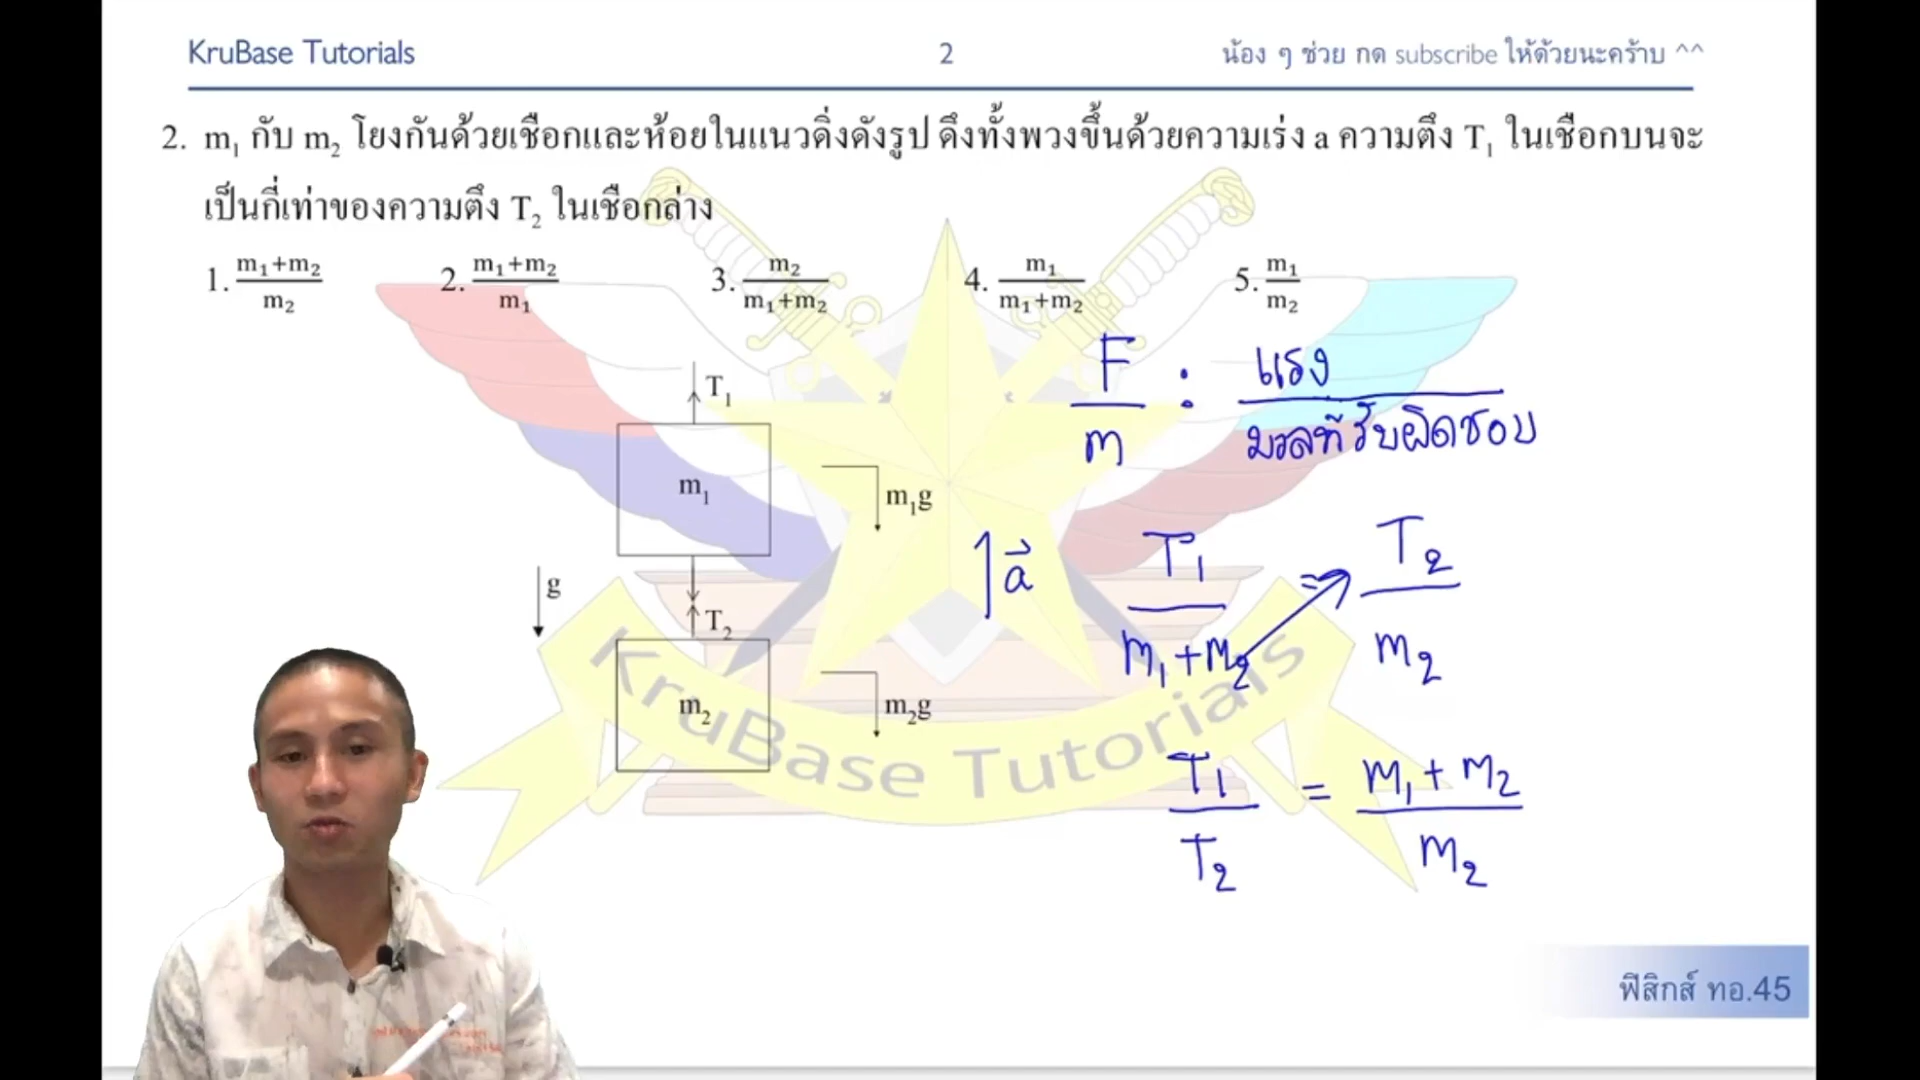 KruBase Tutorials 2 น้อง ๆ ช่วย กด subscribe ให้ด้วยนะคร้าบ ^^
2. m₁ กับ m₂ โยงกันด้วยเชือกและห้อยในแนวดิ่งดังรูป ดึงทั้งพวงขึ้นด้วยความเร่ง a ความตึง T₁ ในเชือกบนจะ
เป็นกี่เท่าของความตึง T₂ ในเชือกล่าง
1. (m₁+m₂)/m₂ 2. (m₁+m₂)/m₁ 3. m₂/(m₁+m₂) 4. m₁/(m₁+m₂) 5. m₁/m₂
T₁
m₁
m₁g
g
T₂
m₂
m₂g
F/m : แรง/มวลที่รับผิดชอบ
a⃗
T₁/(m₁+m₂) = T₂/m₂
T₁/T₂ = (m₁+m₂)/m₂
KruBase Tutorials
ฟิสิกส์ ทอ.45